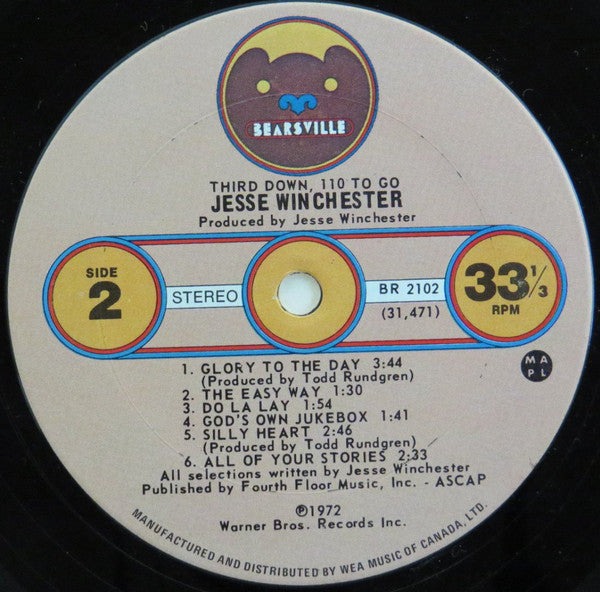 BEARSVILLE
THIRD DOWN, 110 TO GO
JESSE WINCHESTER
Produced by Jesse Winchester
SIDE
2
STEREO
BR 2102
(31,471)
33 1/3
RPM
MA
PL
1. GLORY TO THE DAY 3:44
(Produced by Todd Rundgren)
2. THE EASY WAY 1:30
3. DO LA LAY 1:54
4. GOD'S OWN JUKEBOX 1:41
5. SILLY HEART 2:46
(Produced by Todd Rundgren)
6. ALL OF YOUR STORIES 2:33
All selections written by Jesse Winchester
Published by Fourth Floor Music, Inc. - ASCAP
℗1972
Warner Bros. Records Inc.
MANUFACTURED AND DISTRIBUTED BY WEA MUSIC OF CANADA, LTD.